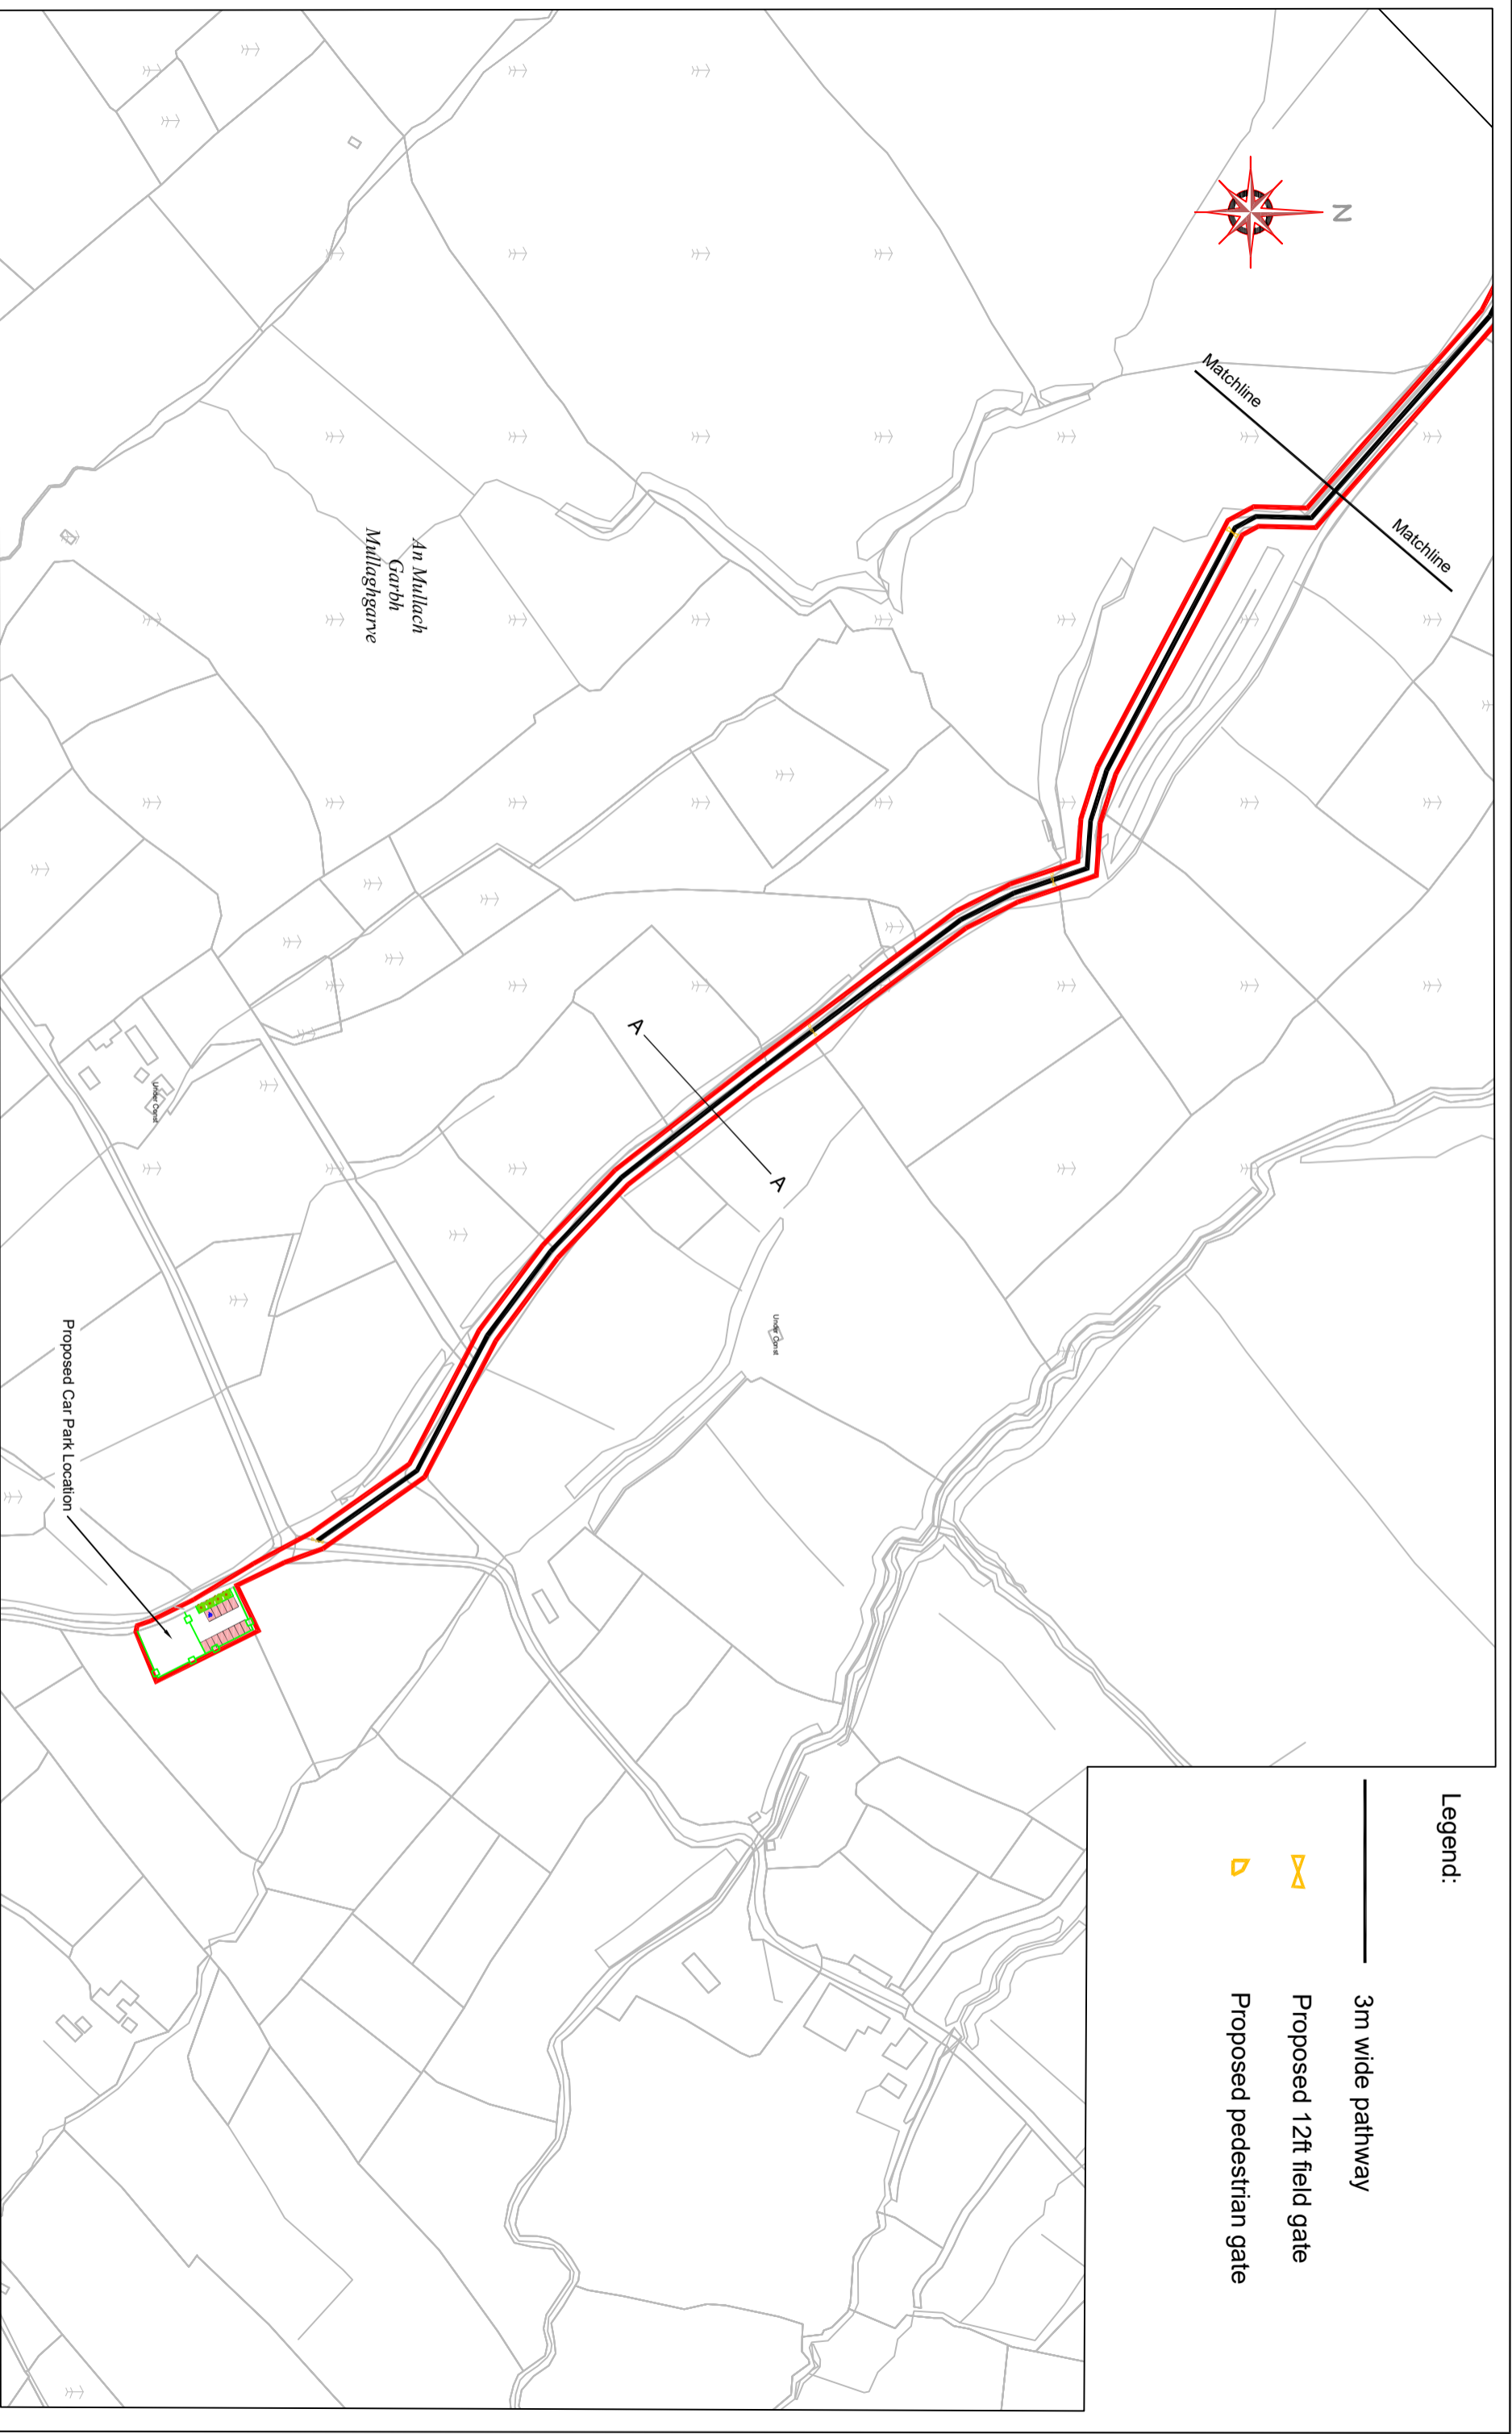 N
Matchline
Matchline
An Mullach
Garbh
Mullaghgarve
A
A
Under Const
Under Const
Proposed Car Park Location
Legend:
3m wide pathway
Proposed 12ft field gate
Proposed pedestrian gate